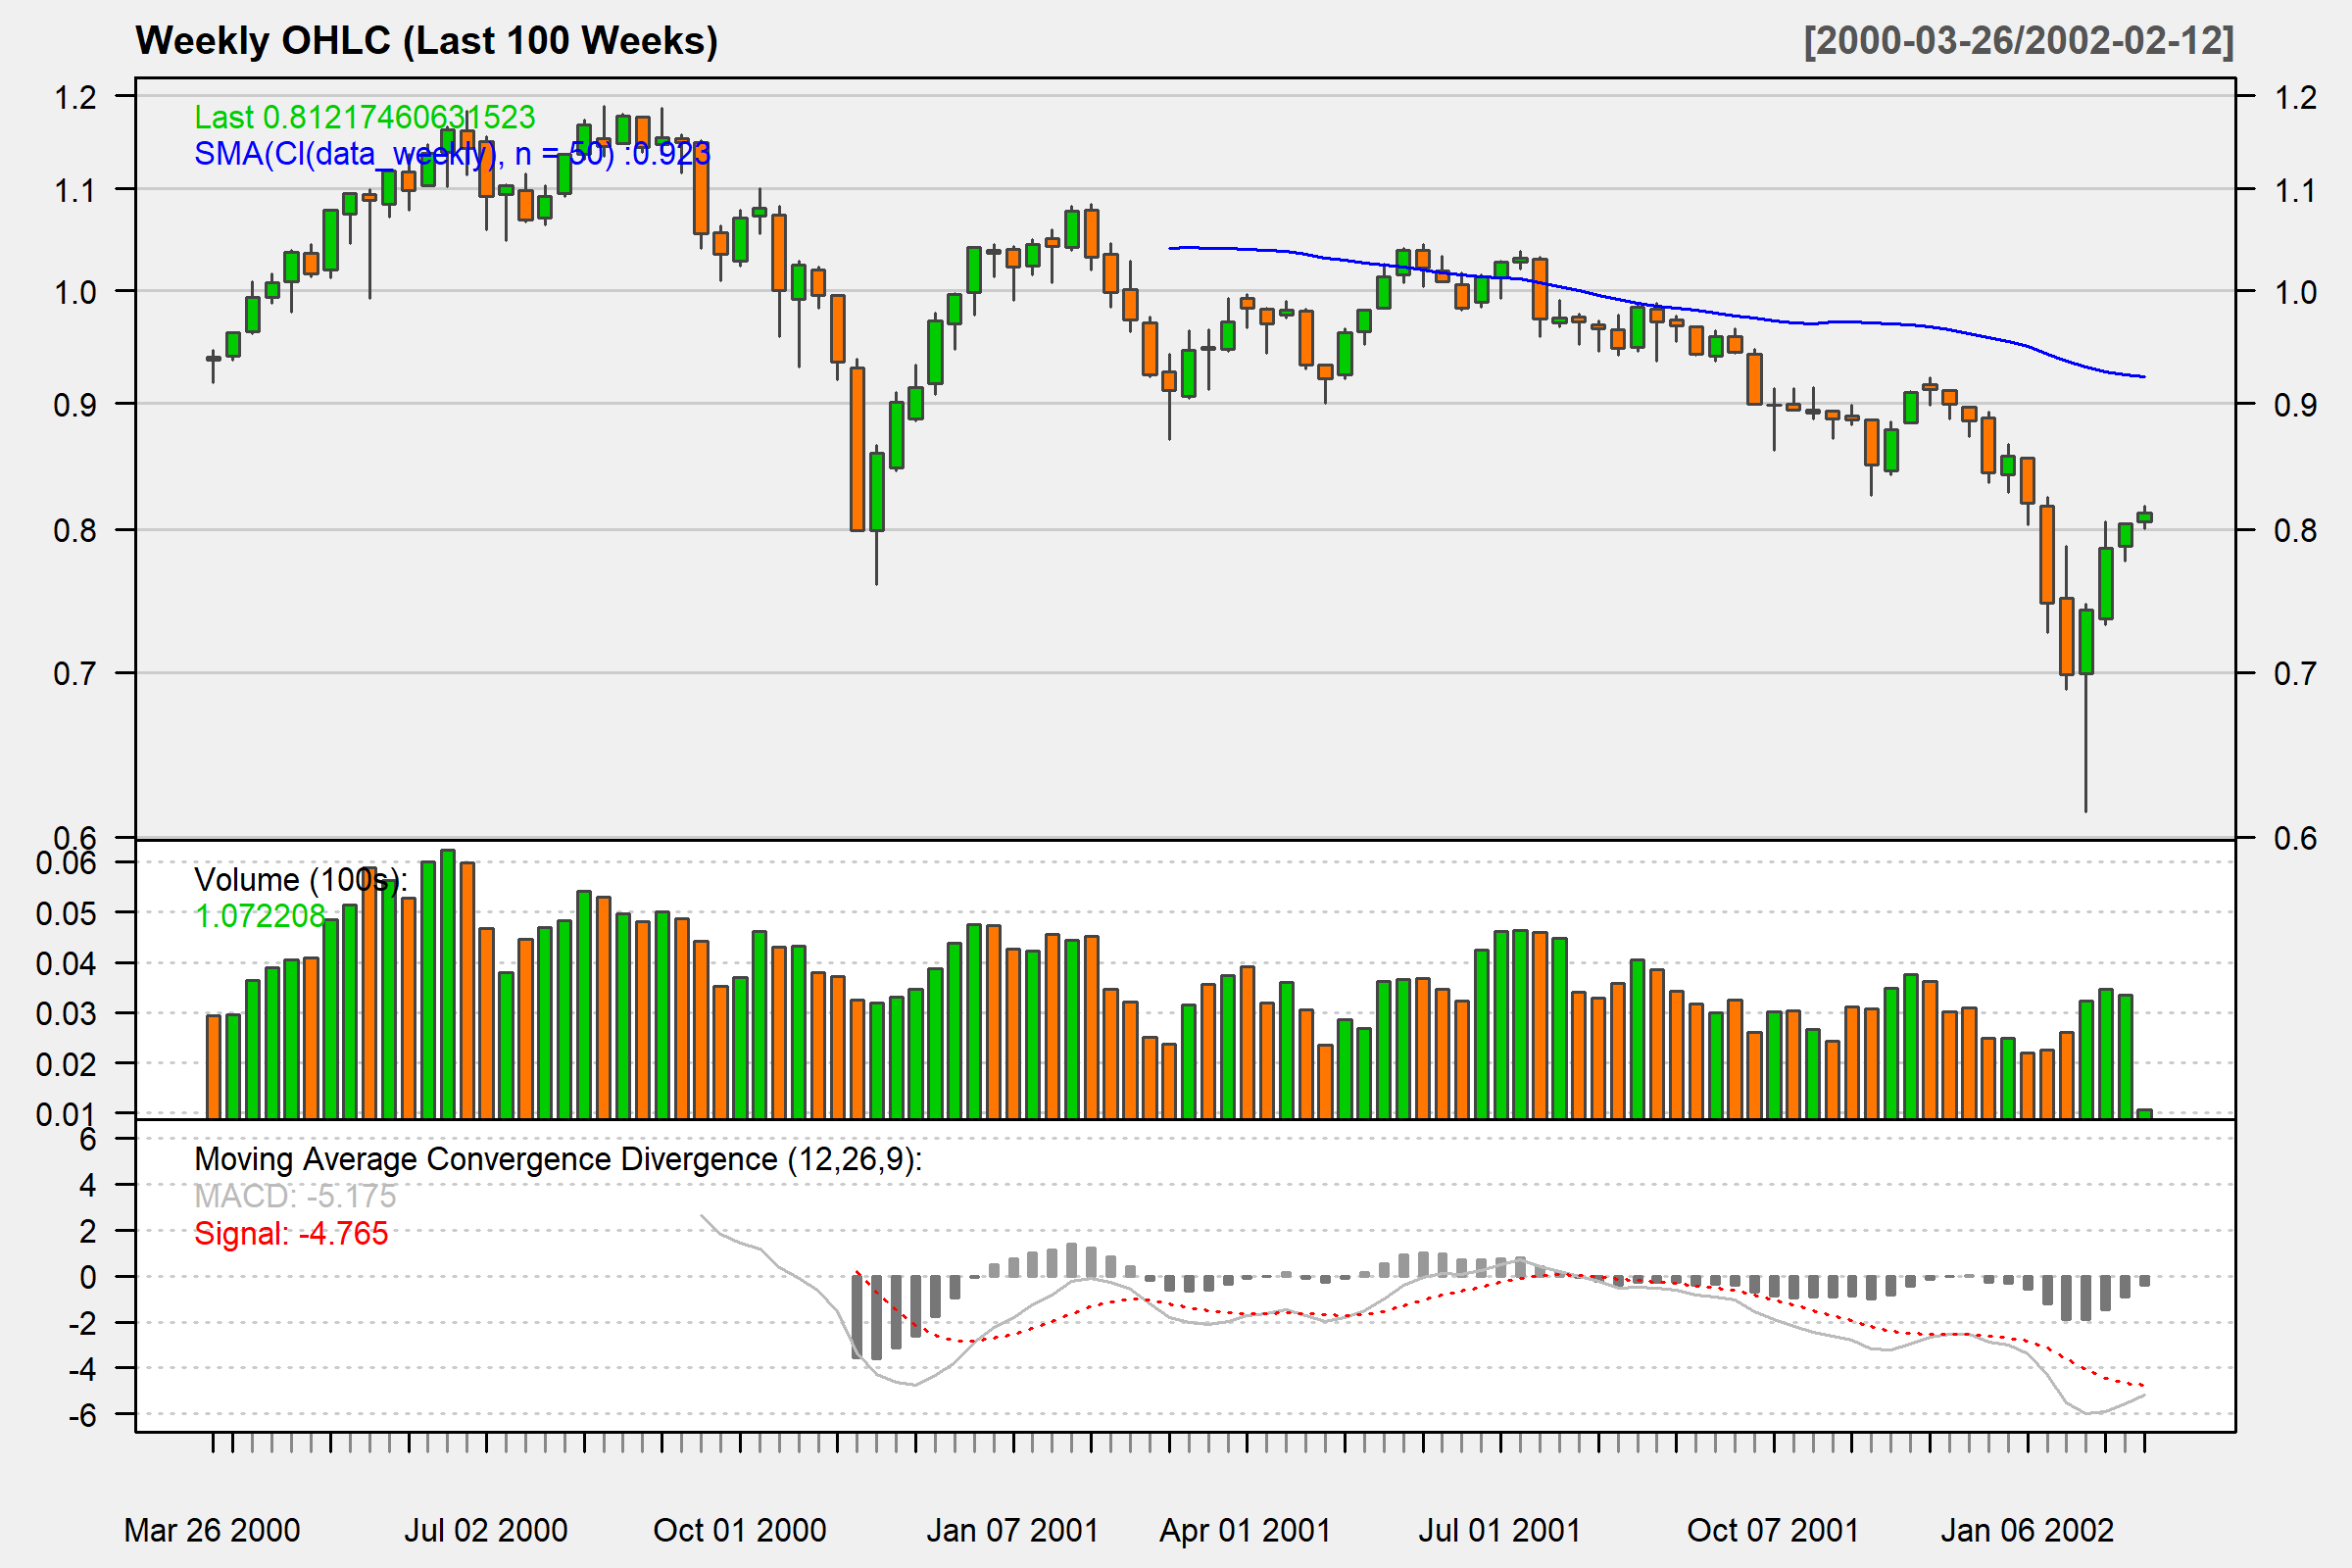 Weekly OHLC (Last 100 Weeks)
[2000-03-26/2002-02-12]
Last 0.81217460631523
SMA(Cl(data_weekly), n = 50) :0.923
1.2
1.1
1.0
0.9
0.8
0.7
0.6
1.2
1.1
1.0
0.9
0.8
0.7
0.6
Volume (100s):
1.072208
0.06
0.05
0.04
0.03
0.02
0.01
Moving Average Convergence Divergence (12,26,9):
MACD: -5.175
Signal: -4.765
6
4
2
0
-2
-4
-6
Mar 26 2000
Jul 02 2000
Oct 01 2000
Jan 07 2001
Apr 01 2001
Jul 01 2001
Oct 07 2001
Jan 06 2002